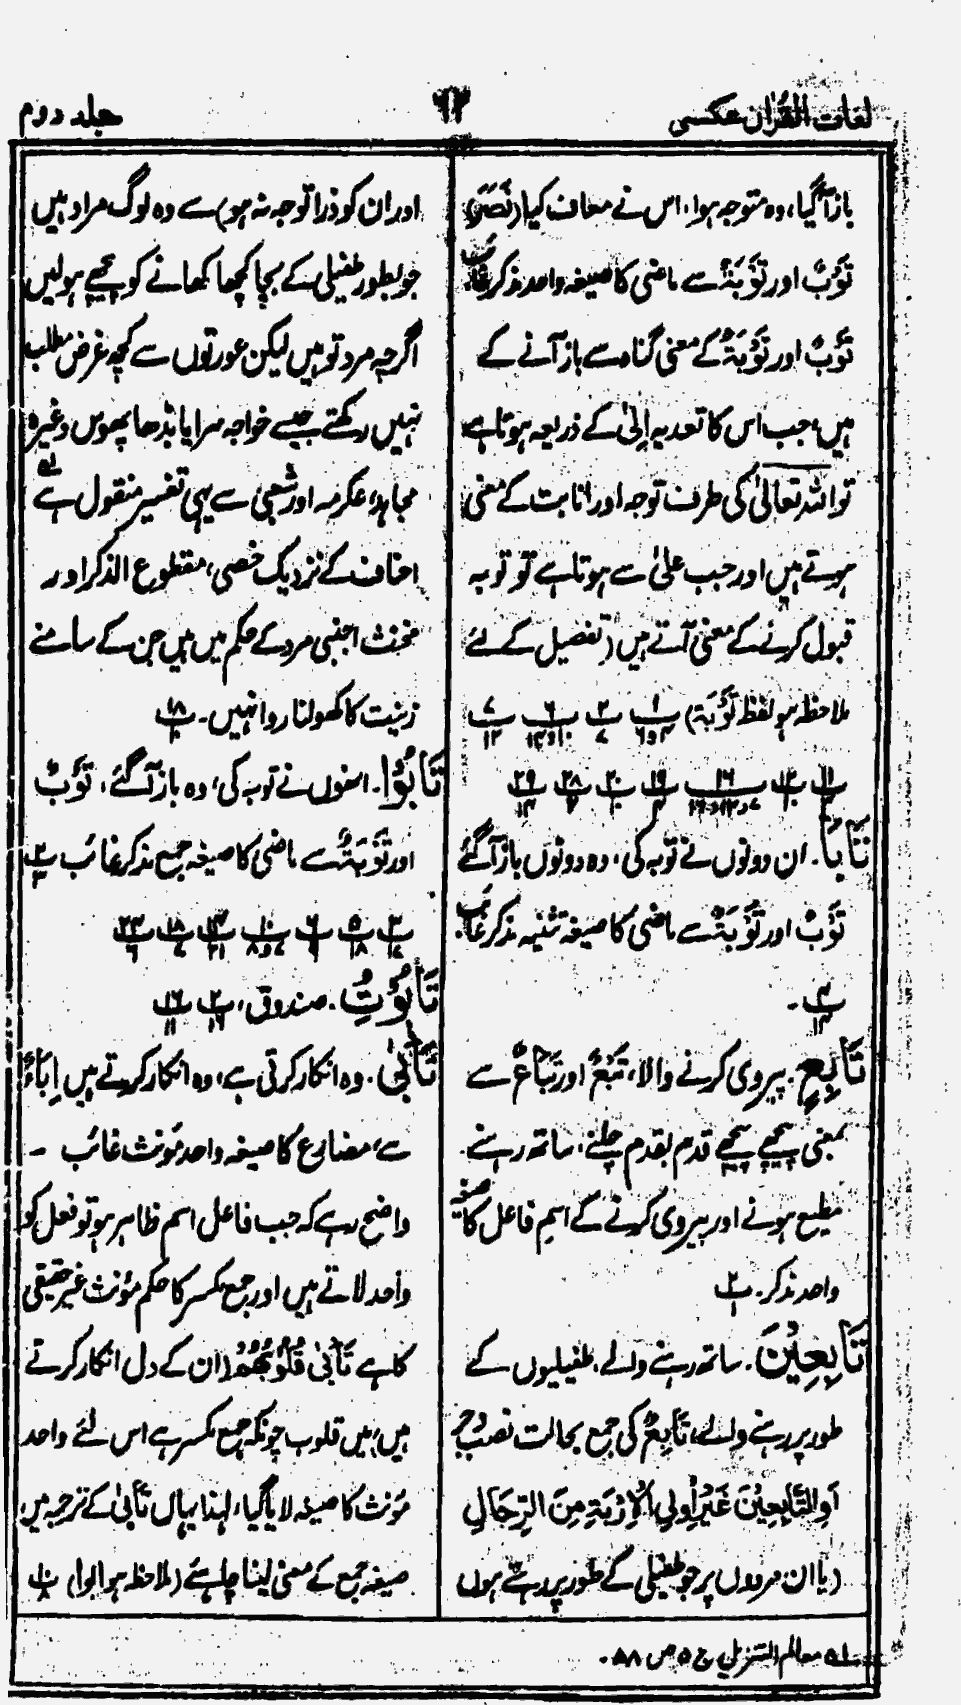 لغات القرآن عکسی
۶۲
جلد دوم
باز آگیا، وہ متوجہ ہوا، اس نے معاف کیا (نَصَرَ)
تَوْبٌ اور تَوْبَةٌ سے ماضی کا صیغہ واحد مذکر غائب
تَوْبٌ اور تَوْبَةٌ کے معنی گناہ سے باز آنے کے
ہیں، جب اس کا تعدیہ اِلیٰ کے ذریعہ ہوتا ہے
تو اللہ تعالیٰ کی طرف توجہ اور انابت کے معنی
ہوتے ہیں اور جب علیٰ سے ہوتا ہے تو توبہ
قبول کرنے کے معنی آتے ہیں (تفصیل کے لئے
ملاحظہ ہو لفظ تَوْبَة)
تَابَا۔ ان دونوں نے توبہ کی، وہ دونوں باز آگئے
تَوْبٌ اور تَوْبَةٌ سے ماضی کا صیغہ تثنیہ مذکر غائب
تَابِعٍ۔ پیروی کرنے والا، تَبْعٌ اور تِبَاعٌ سے
بمعنی پیچھے پیچھے قدم بقدم چلنے، ساتھ رہنے
مطیع ہونے اور پیروی کرنے کے اسمِ فاعل کا صیغہ
واحد مذکر۔
تَابِعِيْنَ۔ ساتھ رہنے والے، طفیلیوں کے
طور پر رہنے والے، تَابِعٌ کی جمع بحالت نصب وجر
اَوِ التَّابِعِيْنَ غَيْرِ اُولِي الْاِرْبَةِ مِنَ الرِّجَالِ
(یا ان مردوں پر جو طفیلی کے طور پر رہتے ہوں
اور ان کو ذرا توجہ نہ ہو) سے وہ لوگ مراد ہیں
جو بطور طفیلی کے بچا کچھا کھانے کو پیچھے ہولیں
اگرچہ مرد تو ہیں لیکن عورتوں سے کچھ غرض مطلب
نہیں رکھتے جیسے خواجہ سرا یا بڈھا پھوس وغیرہ
مجاہد، عکرمہ اور شعبی سے یہی تفسیر منقول ہے
احناف کے نزدیک خصی، مقطوع الذکر اور
مخنث اجنبی مرد کے حکم میں ہیں جن کے سامنے
زینت کا کھولنا روا نہیں۔
تَابُوْا۔ انھوں نے توبہ کی، وہ باز آگئے، تَوْبٌ
اور تَوْبَةٌ سے ماضی کا صیغہ جمع مذکر غائب
تَابُوْتِ۔ صندوق،
تَأْبٰی۔ وہ انکار کرتی ہے، وہ انکار کرتے ہیں اِبَاءٌ
سے، مضارع کا صیغہ واحد مؤنث غائب ۔
واضح رہے کہ جب فاعل اسم ظاہر ہو تو فعل کو
واحد لاتے ہیں اور جمع مکسر کا حکم مؤنث غیر حقیقی
کا ہے تَأْبٰی قُلُوْبُهُمْ (ان کے دل انکار کرتے
ہیں) میں قلوب چونکہ جمع مکسر ہے اس لئے واحد
مؤنث کا صیغہ لایا گیا، لہٰذا یہاں تأبیٰ کے ترجمہ میں
صیغہ جمع کے معنی لینا چاہئے (ملاحظہ ہو ابوا)
لہ معالم التنزیل ج ۵ ص ۸۸۔